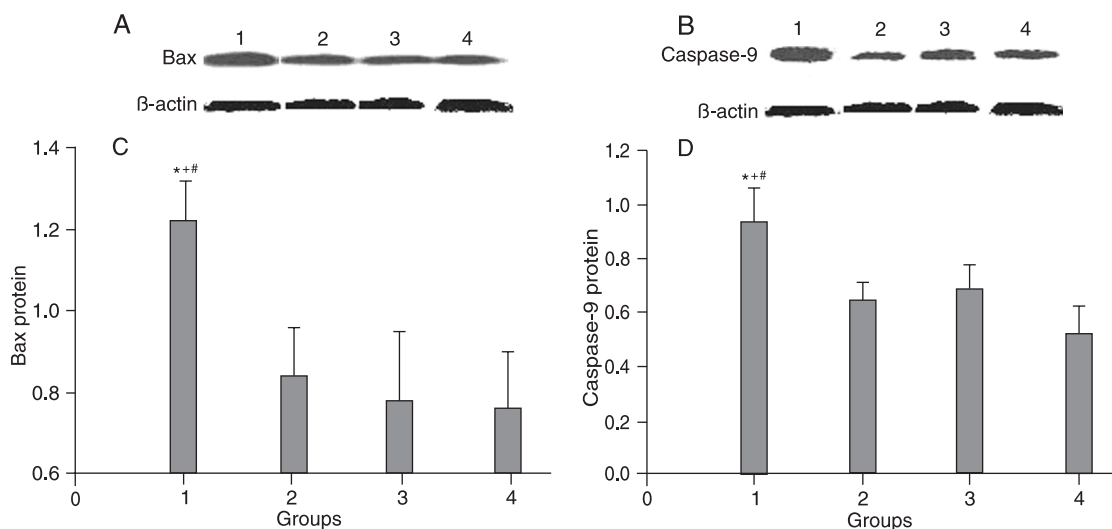 A
1 2 3 4
Bax
ß-actin
B
1 2 3 4
Caspase-9
ß-actin
C
1.4
1.2
1.0
0.8
0.6
*+#
Bax protein
0 1 2 3 4
Groups
D
1.2
1.0
0.8
0.6
0.4
0.2
0.0
*+#
Caspase-9 protein
0 1 2 3 4
Groups